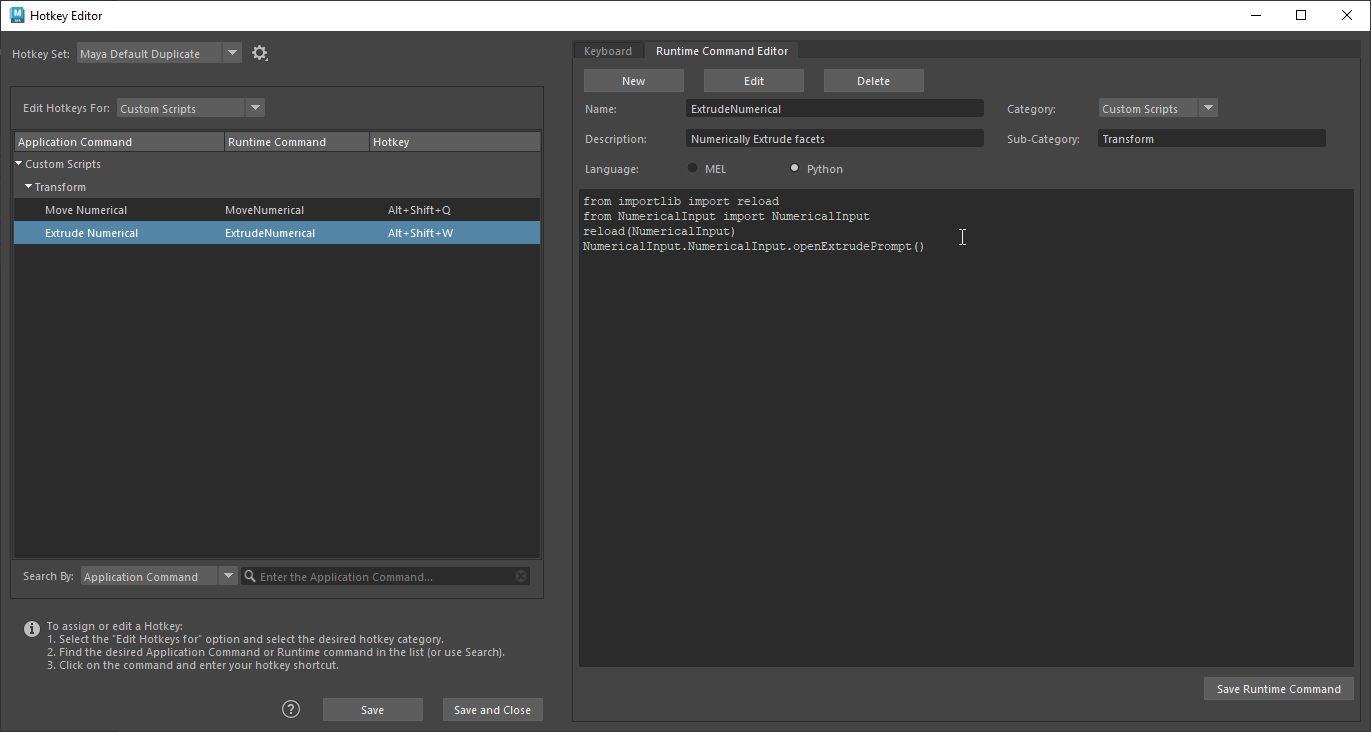 Hotkey Editor
Hotkey Set: Maya Default Duplicate
Edit Hotkeys For: Custom Scripts
Application Command Runtime Command Hotkey
Custom Scripts
Transform
Move Numerical MoveNumerical Alt+Shift+Q
Extrude Numerical ExtrudeNumerical Alt+Shift+W
Search By: Application Command Enter the Application Command...
To assign or edit a Hotkey:
1. Select the "Edit Hotkeys for" option and select the desired hotkey category.
2. Find the desired Application Command or Runtime command in the list (or use Search).
3. Click on the command and enter your hotkey shortcut.
? Save Save and Close
Keyboard Runtime Command Editor
New Edit Delete
Name: ExtrudeNumerical Category: Custom Scripts
Description: Numerically Extrude facets Sub-Category: Transform
Language: MEL Python
from importlib import reload
from NumericalInput import NumericalInput
reload(NumericalInput)
NumericalInput.NumericalInput.openExtrudePrompt()
Save Runtime Command